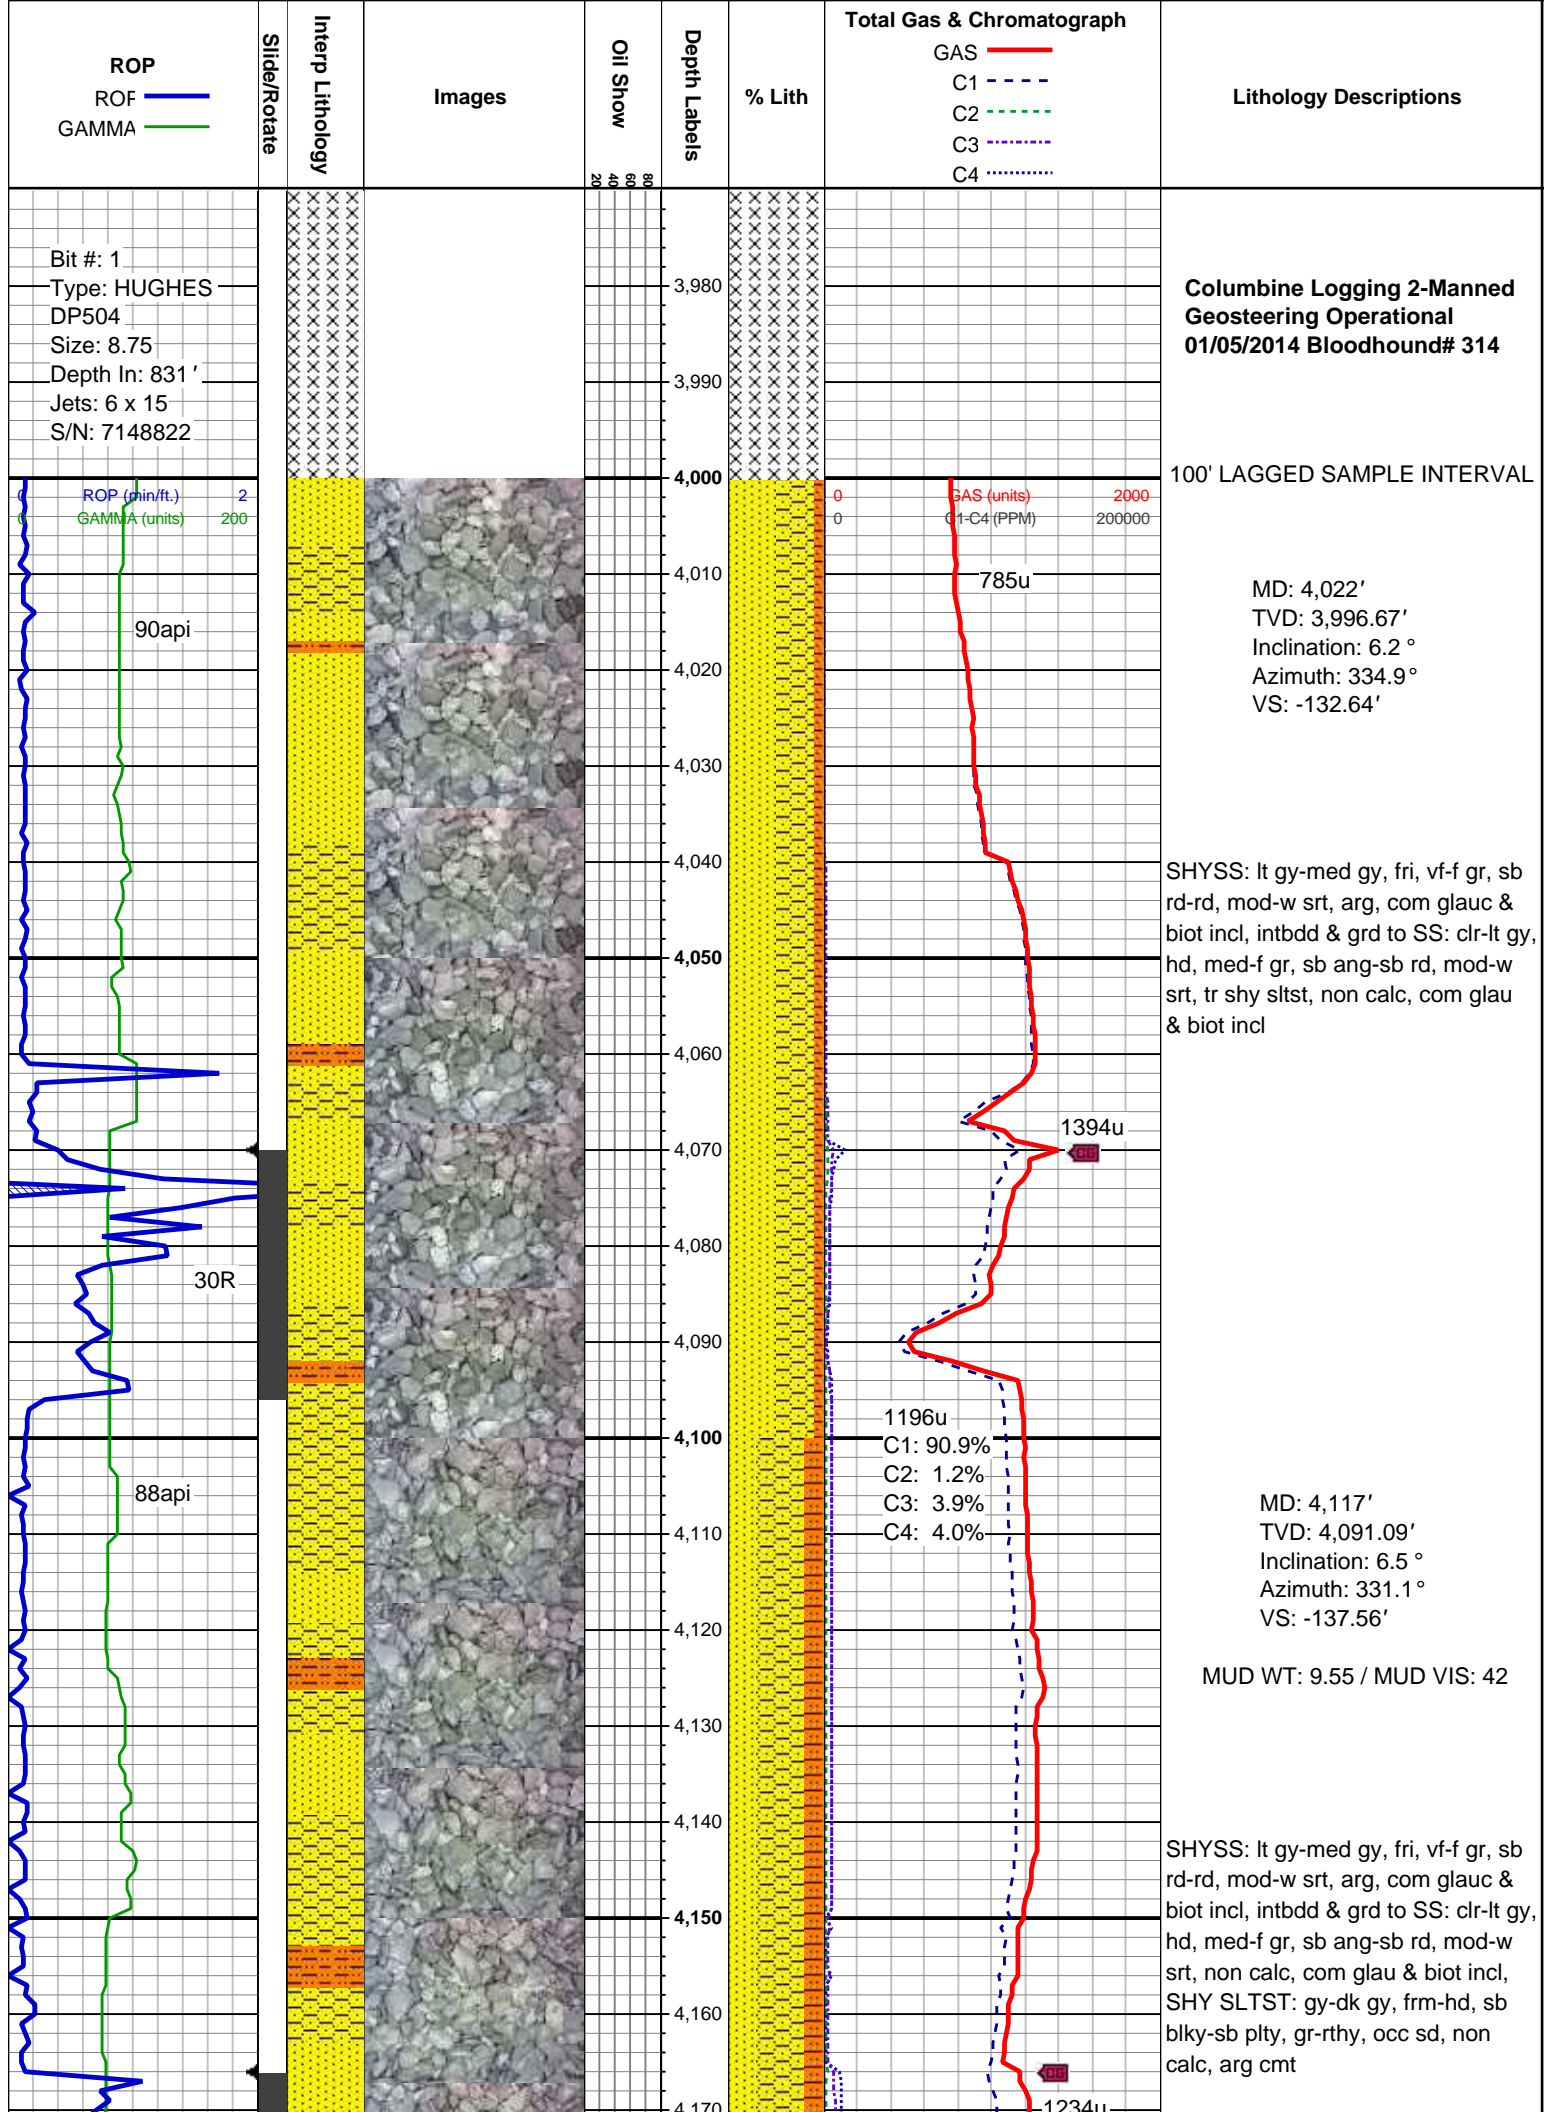 ROP
ROP
GAMMA
Slide/Rotate
Interp Lithology
Images
Oil Show
20 40 60 80
Depth Labels
% Lith
Total Gas & Chromatograph
GAS
C1
C2
C3
C4
Lithology Descriptions
Bit #: 1
Type: HUGHES
DP504
Size: 8.75
Depth In: 831 '
Jets: 6 x 15
S/N: 7148822
3,980
3,990
Columbine Logging 2-Manned
Geosteering Operational
01/05/2014 Bloodhound# 314
4,000
100' LAGGED SAMPLE INTERVAL
0 ROP (min/ft.) 2
0 GAMMA (units) 200
0 GAS (units) 2000
0 C1-C4 (PPM) 200000
4,010
785u
90api
MD: 4,022'
TVD: 3,996.67'
Inclination: 6.2 °
Azimuth: 334.9°
VS: -132.64'
4,020
4,030
4,040
SHYSS: lt gy-med gy, fri, vf-f gr, sb
rd-rd, mod-w srt, arg, com glauc &
biot incl, intbdd & grd to SS: clr-lt gy,
hd, med-f gr, sb ang-sb rd, mod-w
srt, tr shy sltst, non calc, com glau
& biot incl
4,050
4,060
1394u
CG
4,070
4,080
30R
4,090
1196u
C1: 90.9%
C2: 1.2%
C3: 3.9%
C4: 4.0%
4,100
88api
4,110
MD: 4,117'
TVD: 4,091.09'
Inclination: 6.5 °
Azimuth: 331.1°
VS: -137.56'
4,120
MUD WT: 9.55 / MUD VIS: 42
4,130
4,140
SHYSS: lt gy-med gy, fri, vf-f gr, sb
rd-rd, mod-w srt, arg, com glauc &
biot incl, intbdd & grd to SS: clr-lt gy,
hd, med-f gr, sb ang-sb rd, mod-w
srt, non calc, com glau & biot incl,
SHY SLTST: gy-dk gy, frm-hd, sb
blky-sb plty, gr-rthy, occ sd, non
calc, arg cmt
4,150
4,160
CG
1234u
4,170